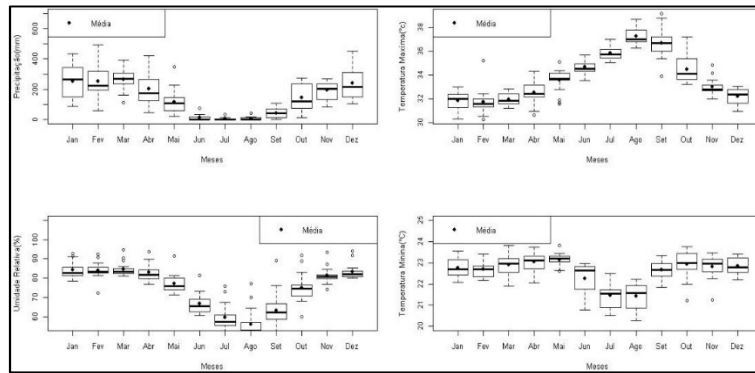 Média
Precipitação(mm)
600
400
200
0
Jan Fev Mar Abr Mai Jun Jul Ago Set Out Nov Dez
Meses
Média
Temperatura Maxima(ºc)
38
36
34
32
30
Jan Fev Mar Abr Mai Jun Jul Ago Set Out Nov Dez
Meses
Média
Umidade Relativa(%)
100
90
80
70
60
Jan Fev Mar Abr Mai Jun Jul Ago Set Out Nov Dez
Meses
Média
Temperatura Minina(ºC)
25
24
23
22
21
20
Jan Fev Mar Abr Mai Jun Jul Ago Set Out Nov Dez
Meses